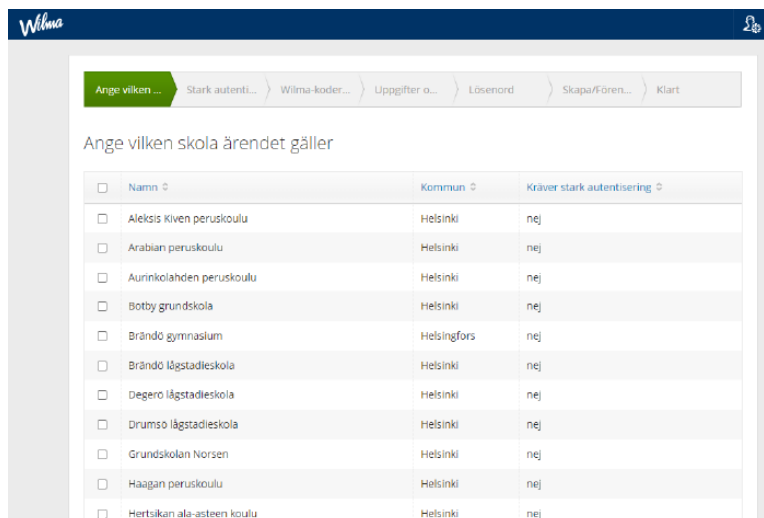 Wilma
Ange vilken ... Stark autenti... Wilma-koder... Uppgifter o... Lösenord Skapa/Fören... Klart
Ange vilken skola ärendet gäller
Namn Kommun Kräver stark autentisering
Aleksis Kiven peruskoulu Helsinki nej
Arabian peruskoulu Helsinki nej
Aurinkolahden peruskoulu Helsinki nej
Botby grundskola Helsinki nej
Brändö gymnasium Helsingfors nej
Brändö lågstadieskola Helsinki nej
Degerö lågstadieskola Helsinki nej
Drumsö lågstadieskola Helsinki nej
Grundskolan Norsen Helsinki nej
Haagan peruskoulu Helsinki nej
Hertsikan ala-asteen koulu Helsinki nej